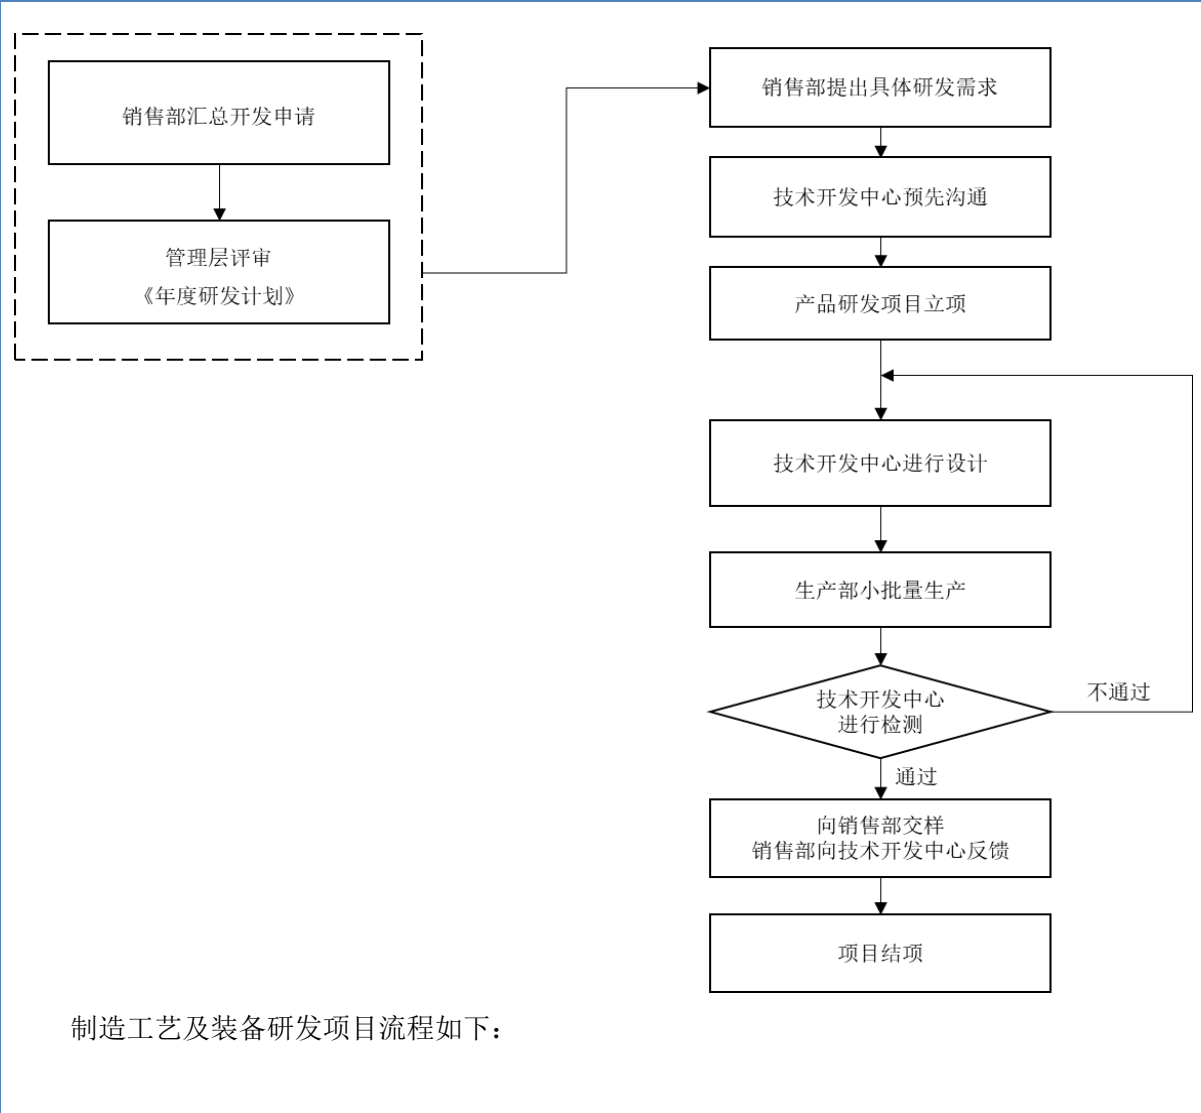 销售部汇总开发申请
管理层评审
《年度研发计划》
销售部提出具体研发需求
技术开发中心预先沟通
产品研发项目立项
技术开发中心进行设计
生产部小批量生产
技术开发中心
进行检测
不通过
通过
向销售部交样
销售部向技术开发中心反馈
项目结项
制造工艺及装备研发项目流程如下：